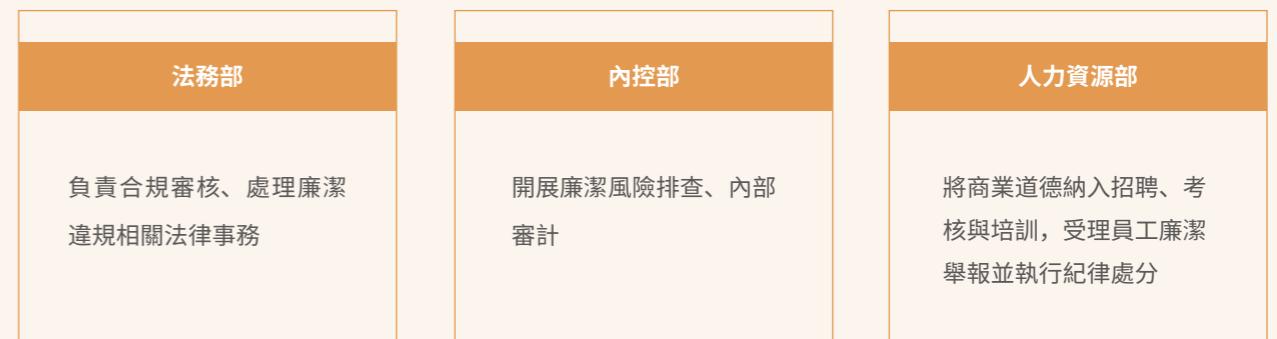 法務部
負責合規審核、處理廉潔
違規相關法律事務
內控部
開展廉潔風險排查、內部
審計
人力資源部
將商業道德納入招聘、考
核與培訓，受理員工廉潔
舉報並執行紀律處分